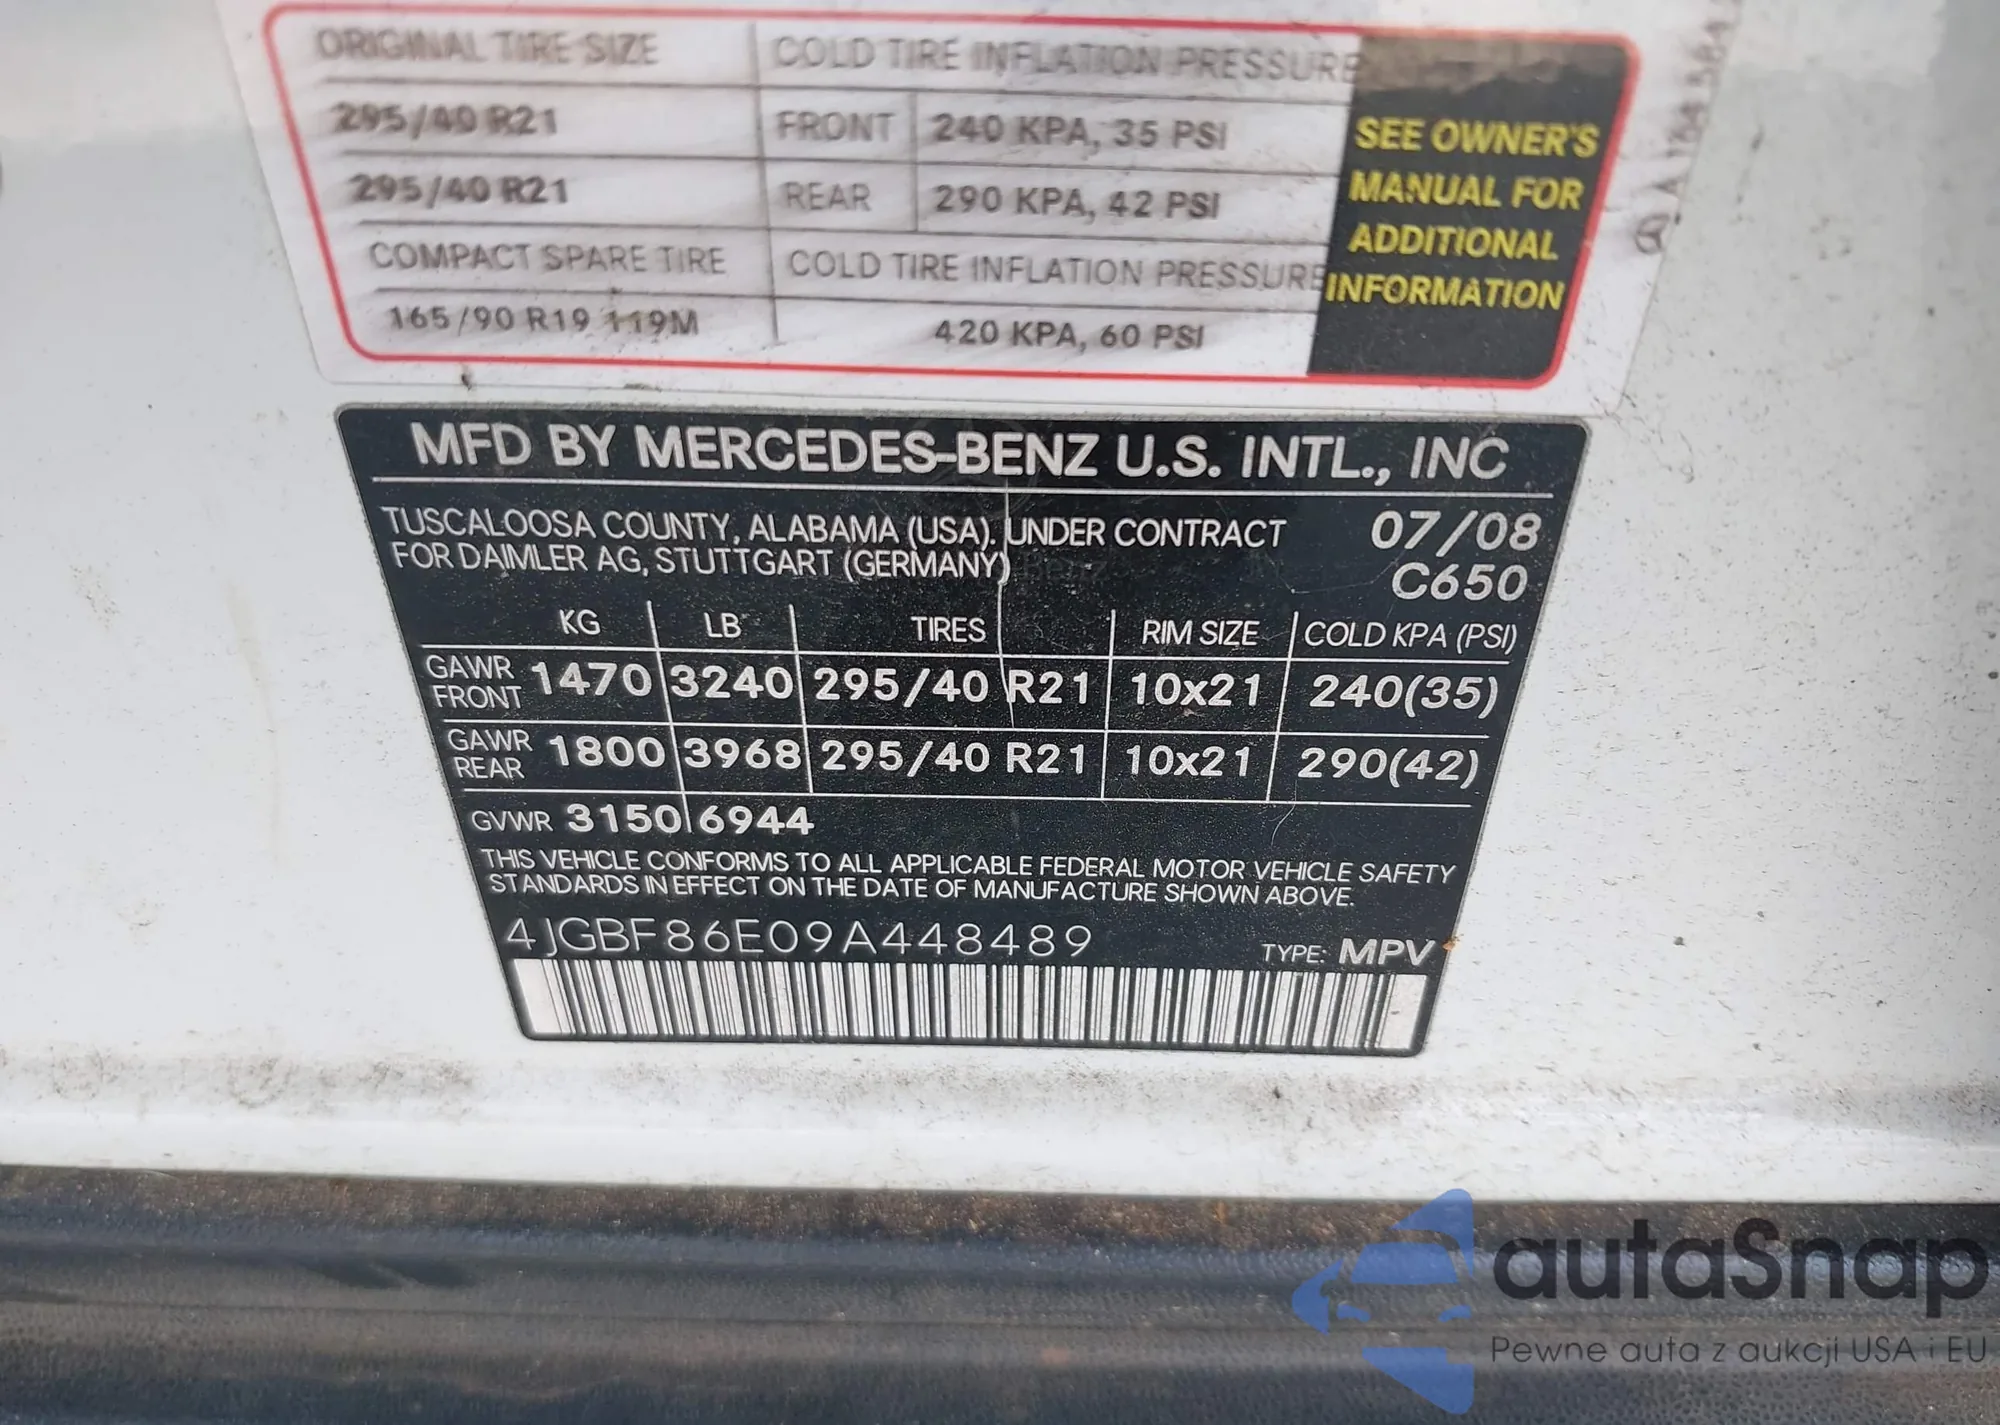 ORIGINAL TIRE SIZE COLD TIRE INFLATION PRESSURE
295/40 R21 FRONT 240 KPA, 35 PSI
295/40 R21 REAR 290 KPA, 42 PSI
COMPACT SPARE TIRE COLD TIRE INFLATION PRESSURE
165/90 R19 119M 420 KPA, 60 PSI
SEE OWNER'S
MANUAL FOR
ADDITIONAL
INFORMATION
MFD BY MERCEDES-BENZ U.S. INTL., INC
TUSCALOOSA COUNTY, ALABAMA (USA). UNDER CONTRACT 07/08
FOR DAIMLER AG, STUTTGART (GERMANY) C650
KG LB TIRES RIM SIZE COLD KPA (PSI)
GAWR FRONT 1470 3240 295/40 R21 10x21 240(35)
GAWR REAR 1800 3968 295/40 R21 10x21 290(42)
GVWR 3150 6944
THIS VEHICLE CONFORMS TO ALL APPLICABLE FEDERAL MOTOR VEHICLE SAFETY
STANDARDS IN EFFECT ON THE DATE OF MANUFACTURE SHOWN ABOVE.
4JGBF86E09A448489 TYPE: MPV
autaSnap
Pewne auta z aukcji USA i EU